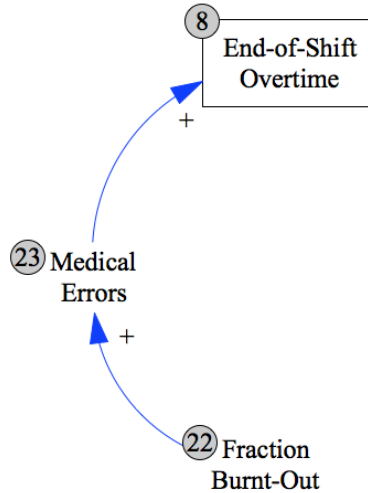 8
End-of-Shift
Overtime
+
23 Medical
Errors
+
22 Fraction
Burnt-Out